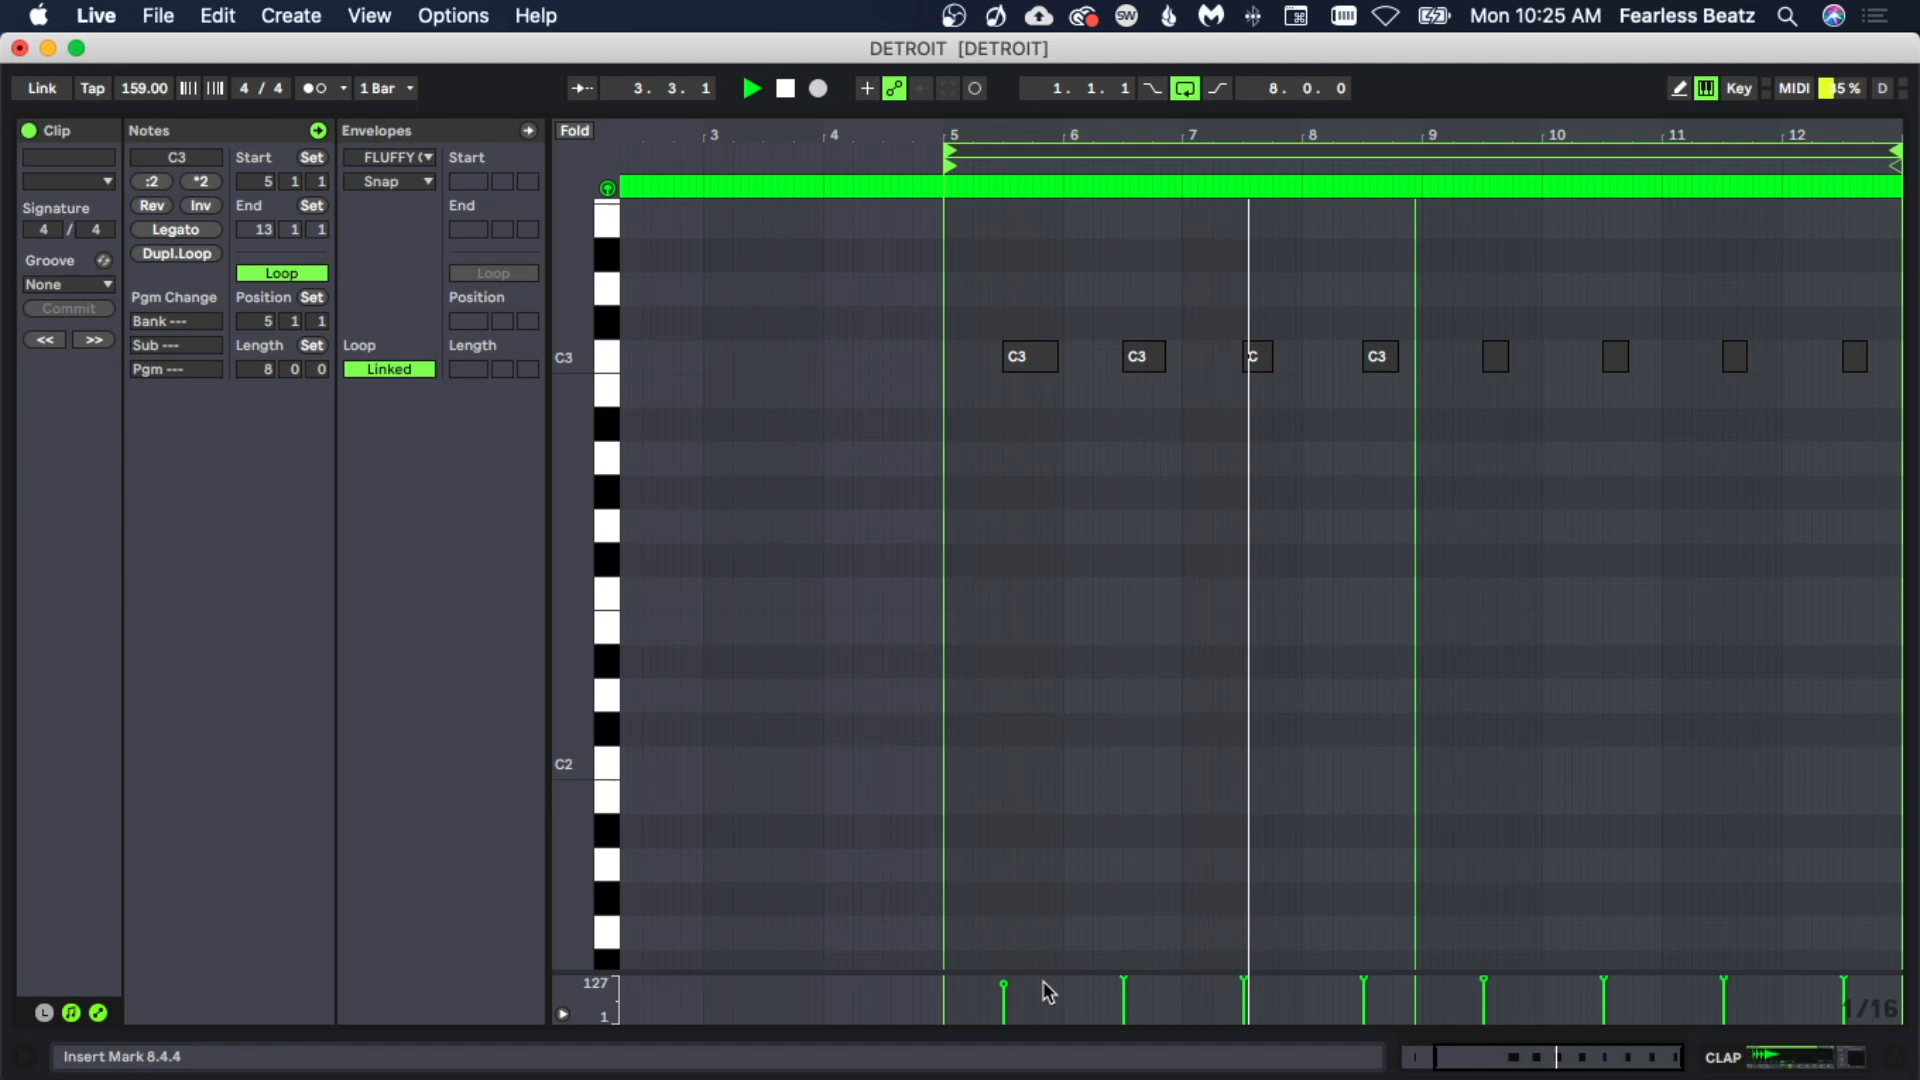 Live File Edit Create View Options Help SW Mon 10:25 AM Fearless Beatz
DETROIT [DETROIT]
Link Tap 159.00 4 / 4 1 Bar 3. 3. 1 1. 1. 1 8. 0. 0 Key MIDI 35 % D
Clip Notes Envelopes Fold 3 4 5 6 7 8 9 10 11 12
C3 Start Set FLUFFY ( Start
:2 *2 5 1 1 Snap
Signature Rev Inv End Set End
4 / 4 Legato 13 1 1
Groove Dupl.Loop
None Loop Loop
Commit Pgm Change Position Set Position
<< >> Bank --- 5 1 1
Sub --- Length Set Loop Length
Pgm --- 8 0 0 Linked
C3 C3 C3 C C3
C2
127
1 1/16
L
Insert Mark 8.4.4 CLAP